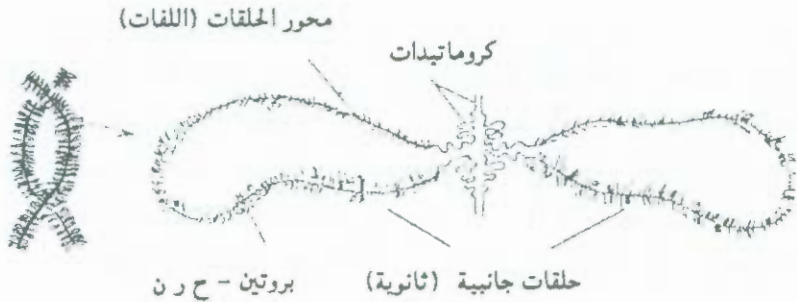 محور الحلقات (اللفات)
كروماتيدات
حلقات جانبية (ثانوية)
بروتين - ح ر ن